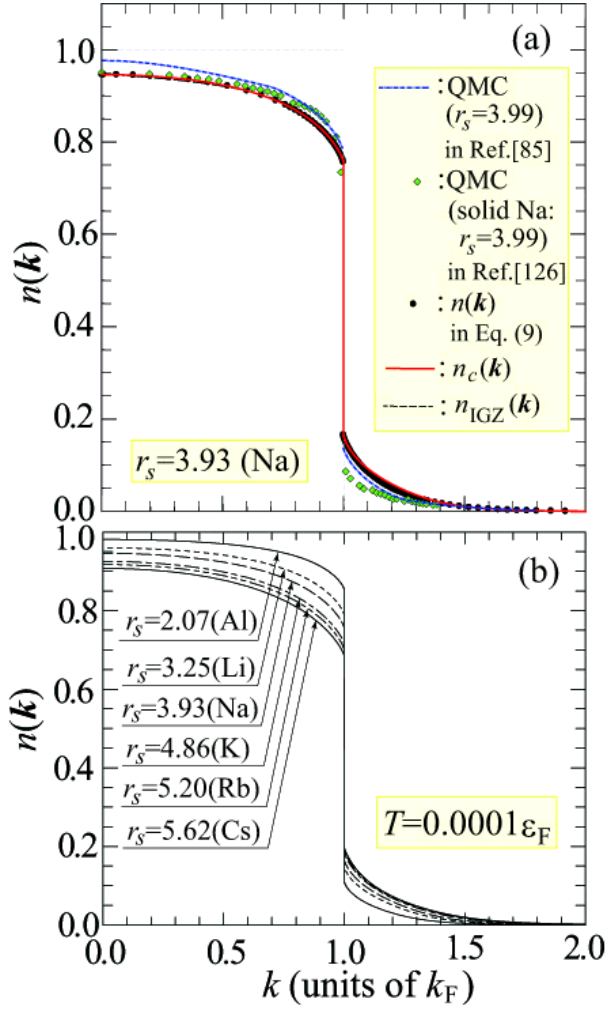 (a)
1.0
0.8
0.6
0.4
0.2
0.0
n(k)
: QMC
(rs=3.99)
in Ref.[85]
: QMC
(solid Na:
rs=3.99)
in Ref.[126]
: n(k)
in Eq. (9)
: nc(k)
: nIGZ(k)
rs=3.93 (Na)
(b)
1.0
0.8
0.6
0.4
0.2
0.0
n(k)
rs=2.07(Al)
rs=3.25(Li)
rs=3.93(Na)
rs=4.86(K)
rs=5.20(Rb)
rs=5.62(Cs)
T=0.0001εF
0.0 0.5 1.0 1.5 2.0
k (units of kF)